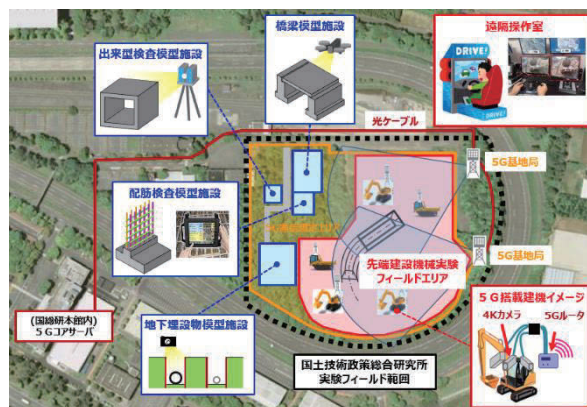 橋梁模型施設
出来型検査模型施設
遠隔操作室
DRIVE!
DRIVE!
光ケーブル
5G基地局
配筋検査模型施設
5G基地局
先端建設機械実験
フィールドエリア
(国総研本館内)
5Gコアサーバ
地下埋設物模型施設
国土技術政策総合研究所
実験フィールド範囲
5G搭載建機イメージ
4Kカメラ
5Gルータ